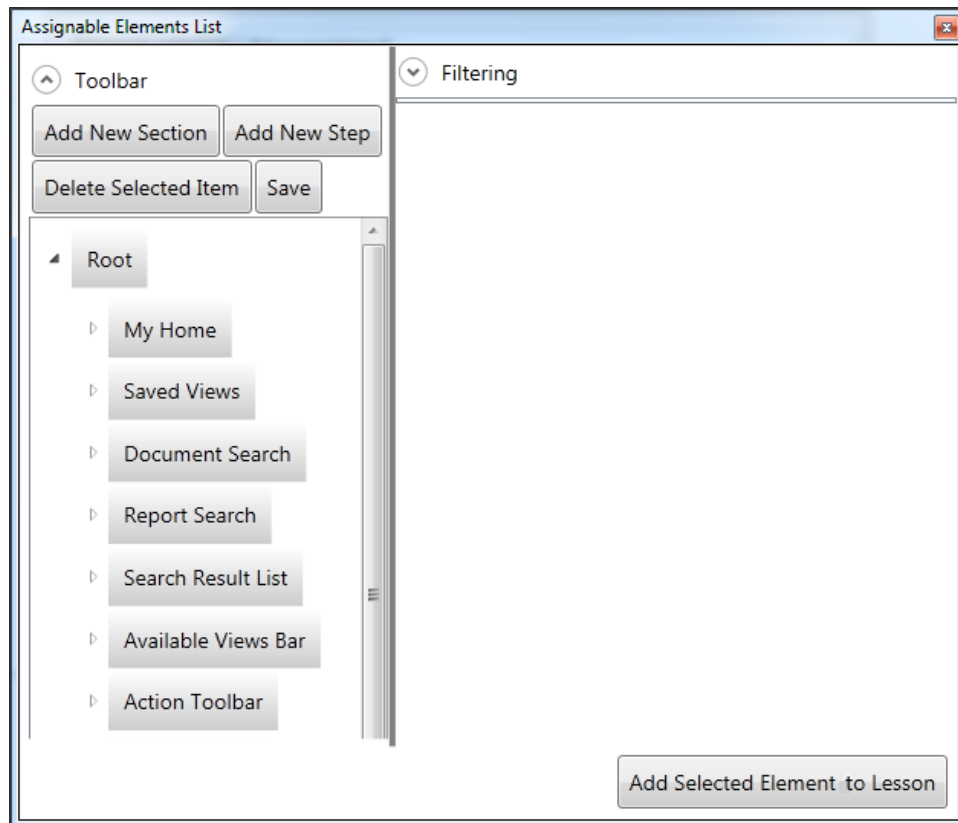 Assignable Elements List
Toolbar
Add New Section
Add New Step
Delete Selected Item
Save
Root
My Home
Saved Views
Document Search
Report Search
Search Result List
Available Views Bar
Action Toolbar
Filtering
Add Selected Element to Lesson